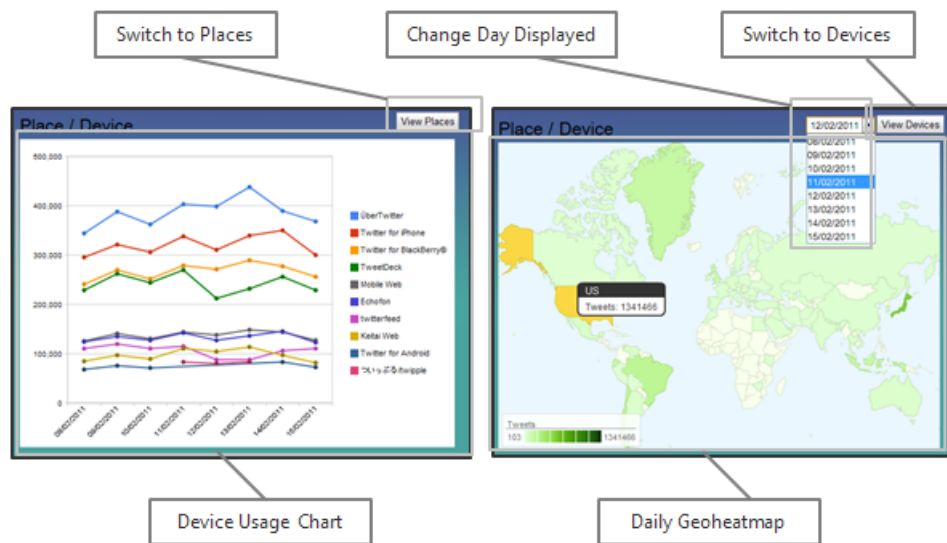 Switch to Places
Change Day Displayed
Switch to Devices
Place / Device
View Places
500,000
400,000
300,000
200,000
100,000
0
08/02/2011
09/02/2011
10/02/2011
11/02/2011
12/02/2011
13/02/2011
14/02/2011
15/02/2011
ÜberTwitter
Twitter for iPhone
Twitter for BlackBerry®
TweetDeck
Mobile Web
Echofon
twitterfeed
Keitai Web
Twitter for Android
ついっぷる/twipple
Place / Device
12/02/2011
View Devices
08/02/2011
09/02/2011
10/02/2011
11/02/2011
12/02/2011
13/02/2011
14/02/2011
15/02/2011
US
Tweets: 1341466
Tweets
103
1341466
Device Usage Chart
Daily Geoheatmap